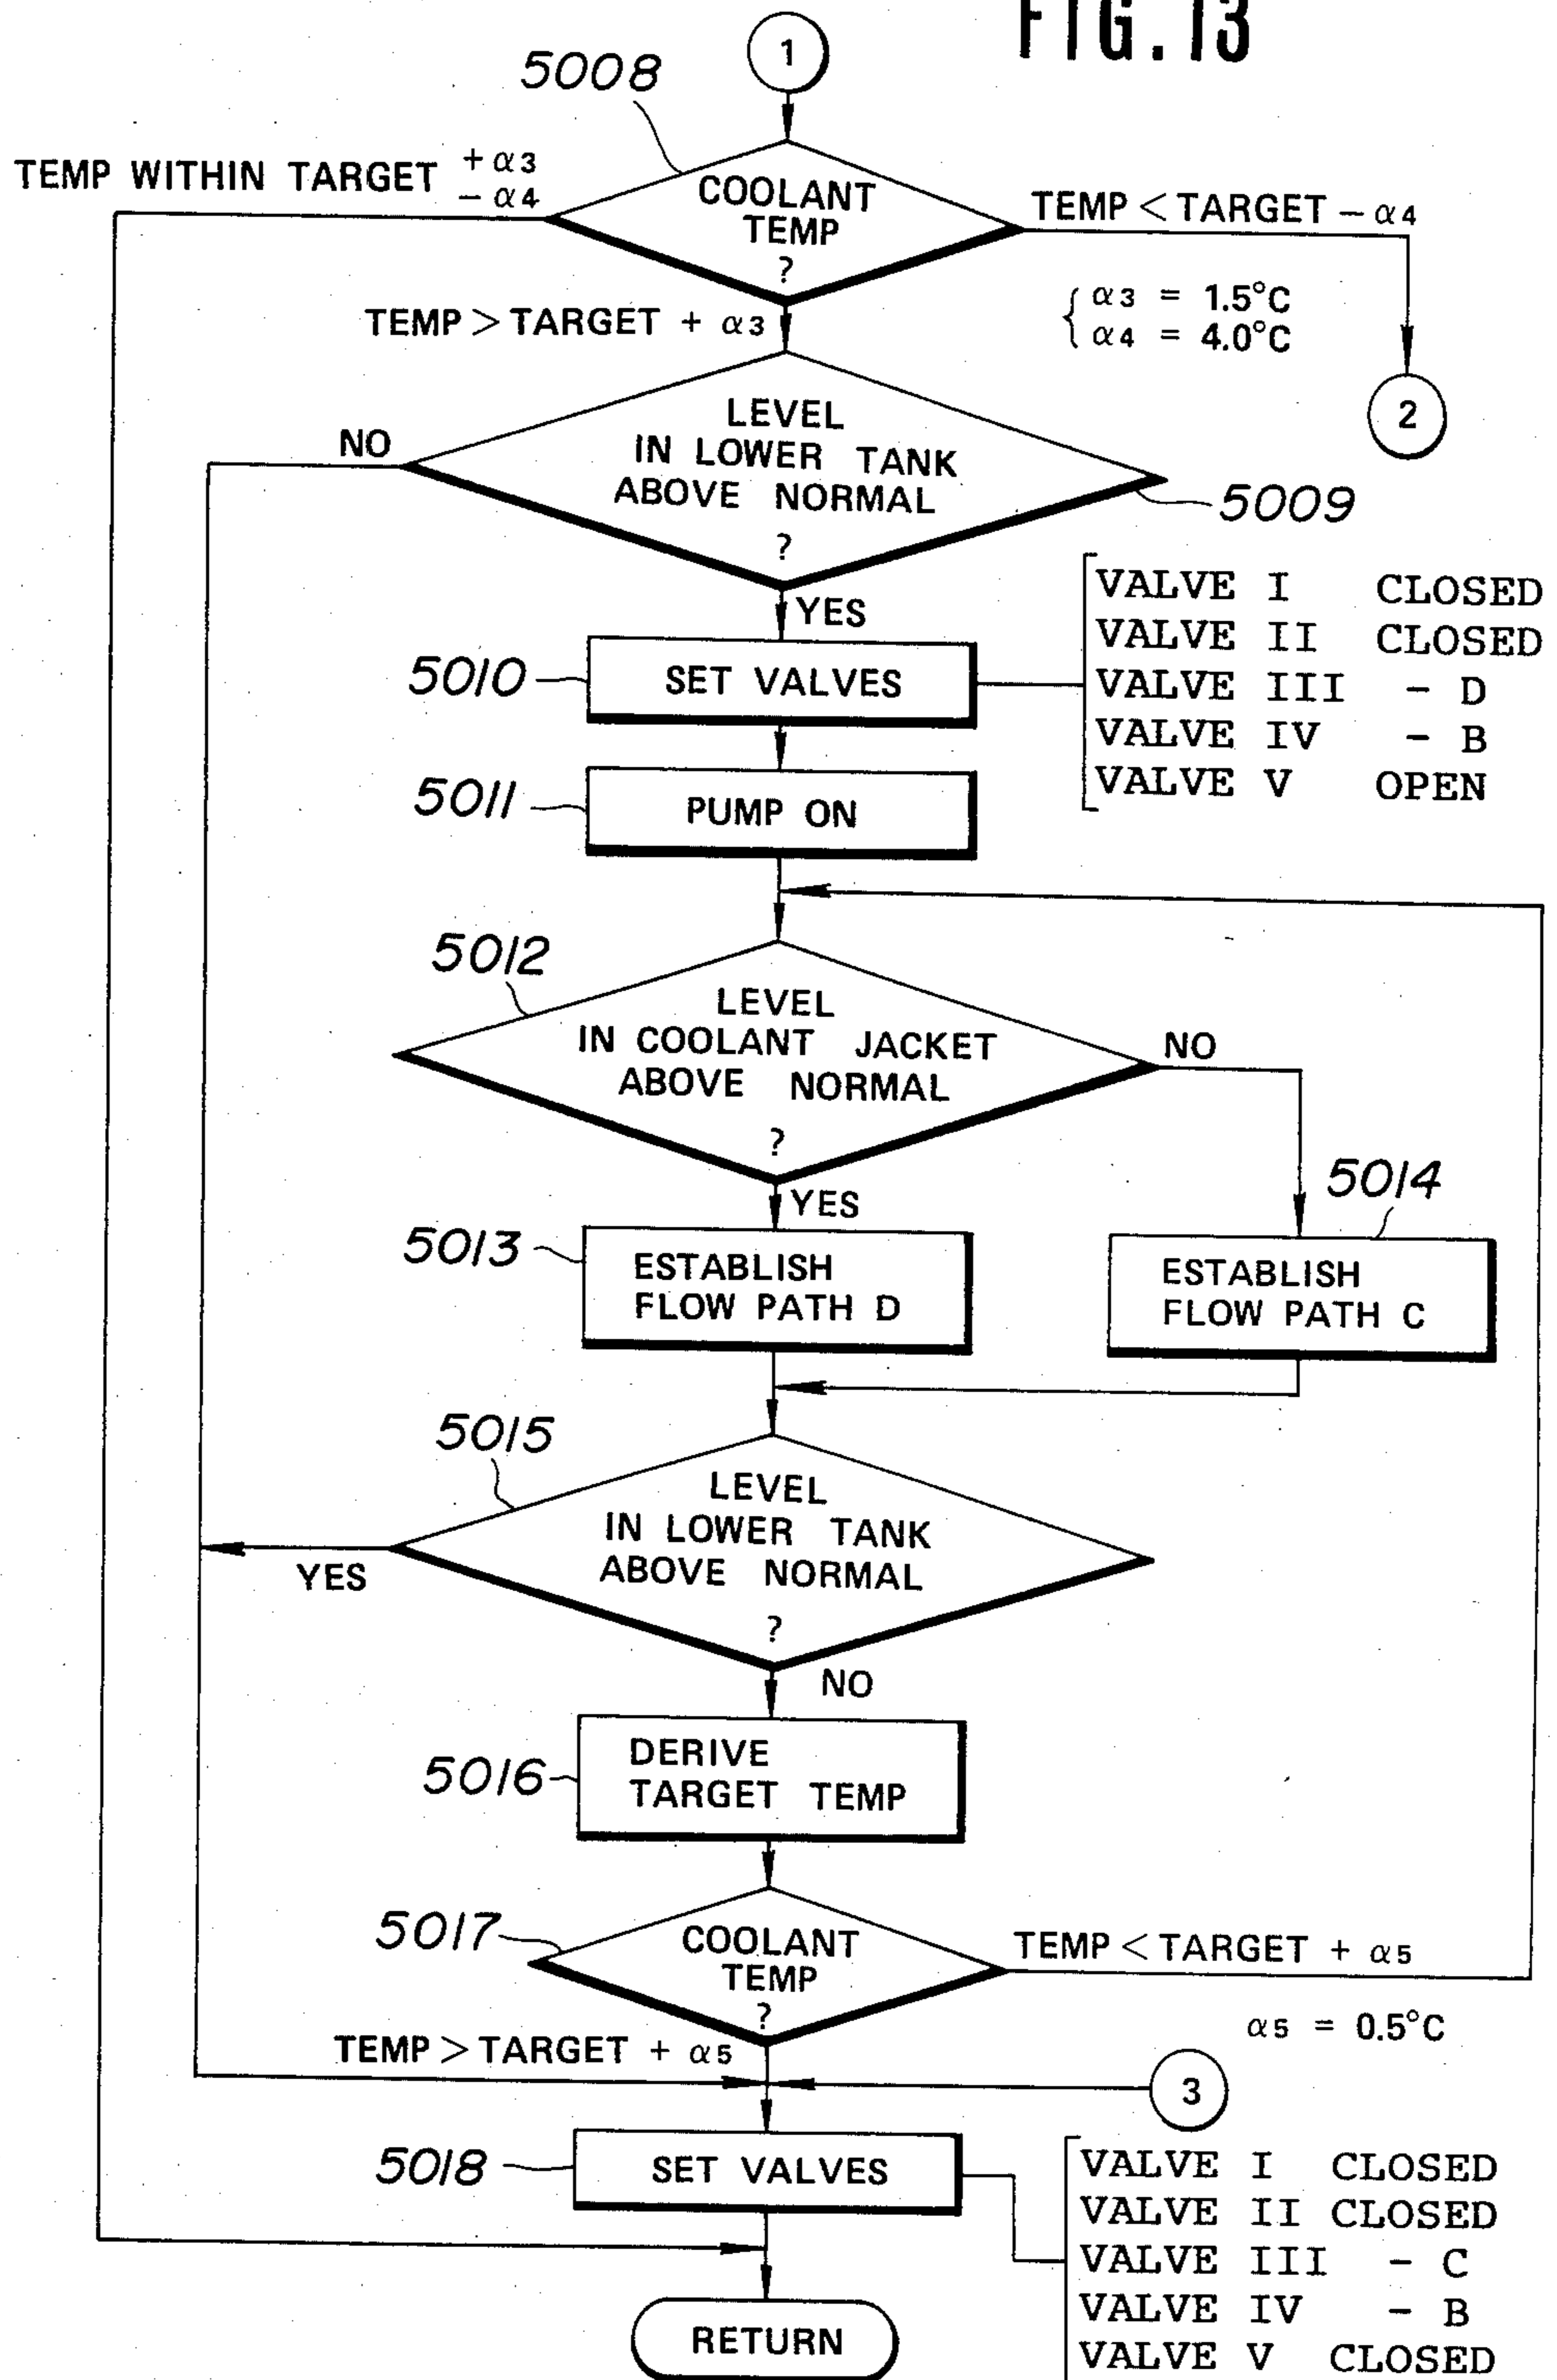 FIG. 13
1
5008
TEMP WITHIN TARGET + α3
- α4
COOLANT
TEMP
?
TEMP < TARGET - α4
TEMP > TARGET + α3
{ α3 = 1.5°C
α4 = 4.0°C
2
NO
LEVEL
IN LOWER TANK
ABOVE NORMAL
?
5009
YES
5010
SET VALVES
VALVE I CLOSED
VALVE II CLOSED
VALVE III - D
VALVE IV - B
VALVE V OPEN
5011
PUMP ON
5012
LEVEL
IN COOLANT JACKET
ABOVE NORMAL
?
NO
YES
5013
ESTABLISH
FLOW PATH D
5014
ESTABLISH
FLOW PATH C
5015
LEVEL
IN LOWER TANK
ABOVE NORMAL
?
YES
NO
5016
DERIVE
TARGET TEMP
5017
COOLANT
TEMP
?
TEMP < TARGET + α5
α5 = 0.5°C
TEMP > TARGET + α5
3
5018
SET VALVES
VALVE I CLOSED
VALVE II CLOSED
VALVE III - C
VALVE IV - B
VALVE V CLOSED
RETURN